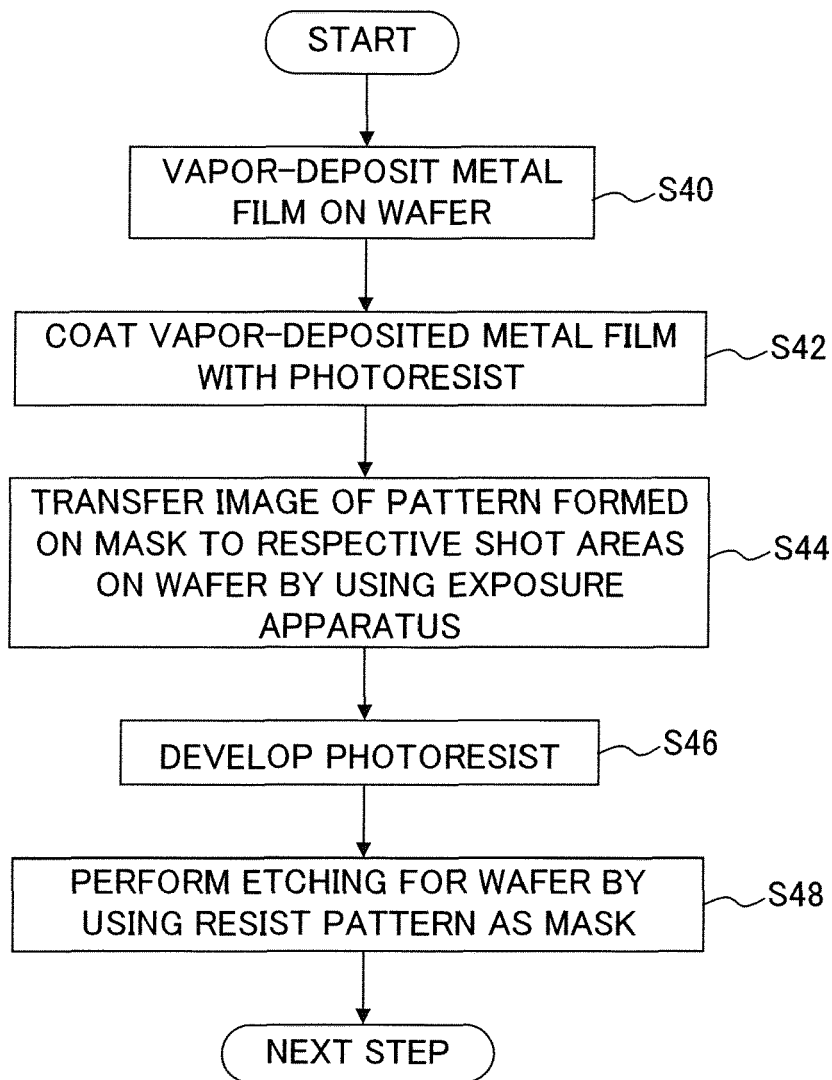 START
VAPOR-DEPOSIT METAL
FILM ON WAFER
S40
COAT VAPOR-DEPOSITED METAL FILM
WITH PHOTORESIST
S42
TRANSFER IMAGE OF PATTERN FORMED
ON MASK TO RESPECTIVE SHOT AREAS
ON WAFER BY USING EXPOSURE
APPARATUS
S44
DEVELOP PHOTORESIST
S46
PERFORM ETCHING FOR WAFER BY
USING RESIST PATTERN AS MASK
S48
NEXT STEP